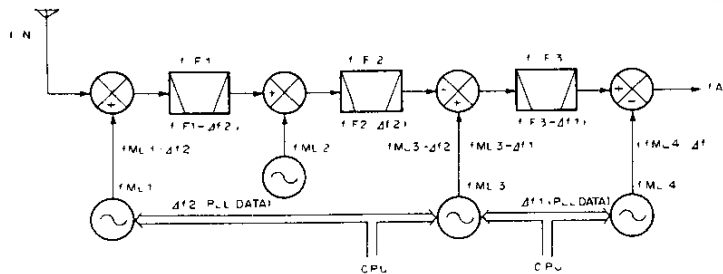 fIN
fIF1
fIF2
fIF3
fA
(fIF1-Δf2)
(fIF2 Δf2)
(fIF3-Δf1)
fML1-Δf2
fML2
fML3-Δf2
fML3-Δf1
(fML4 Δf
fML1
fML3
fML4
Δf2 PLL DATA)
Δf1 (PLL DATA)
CPU
CPU